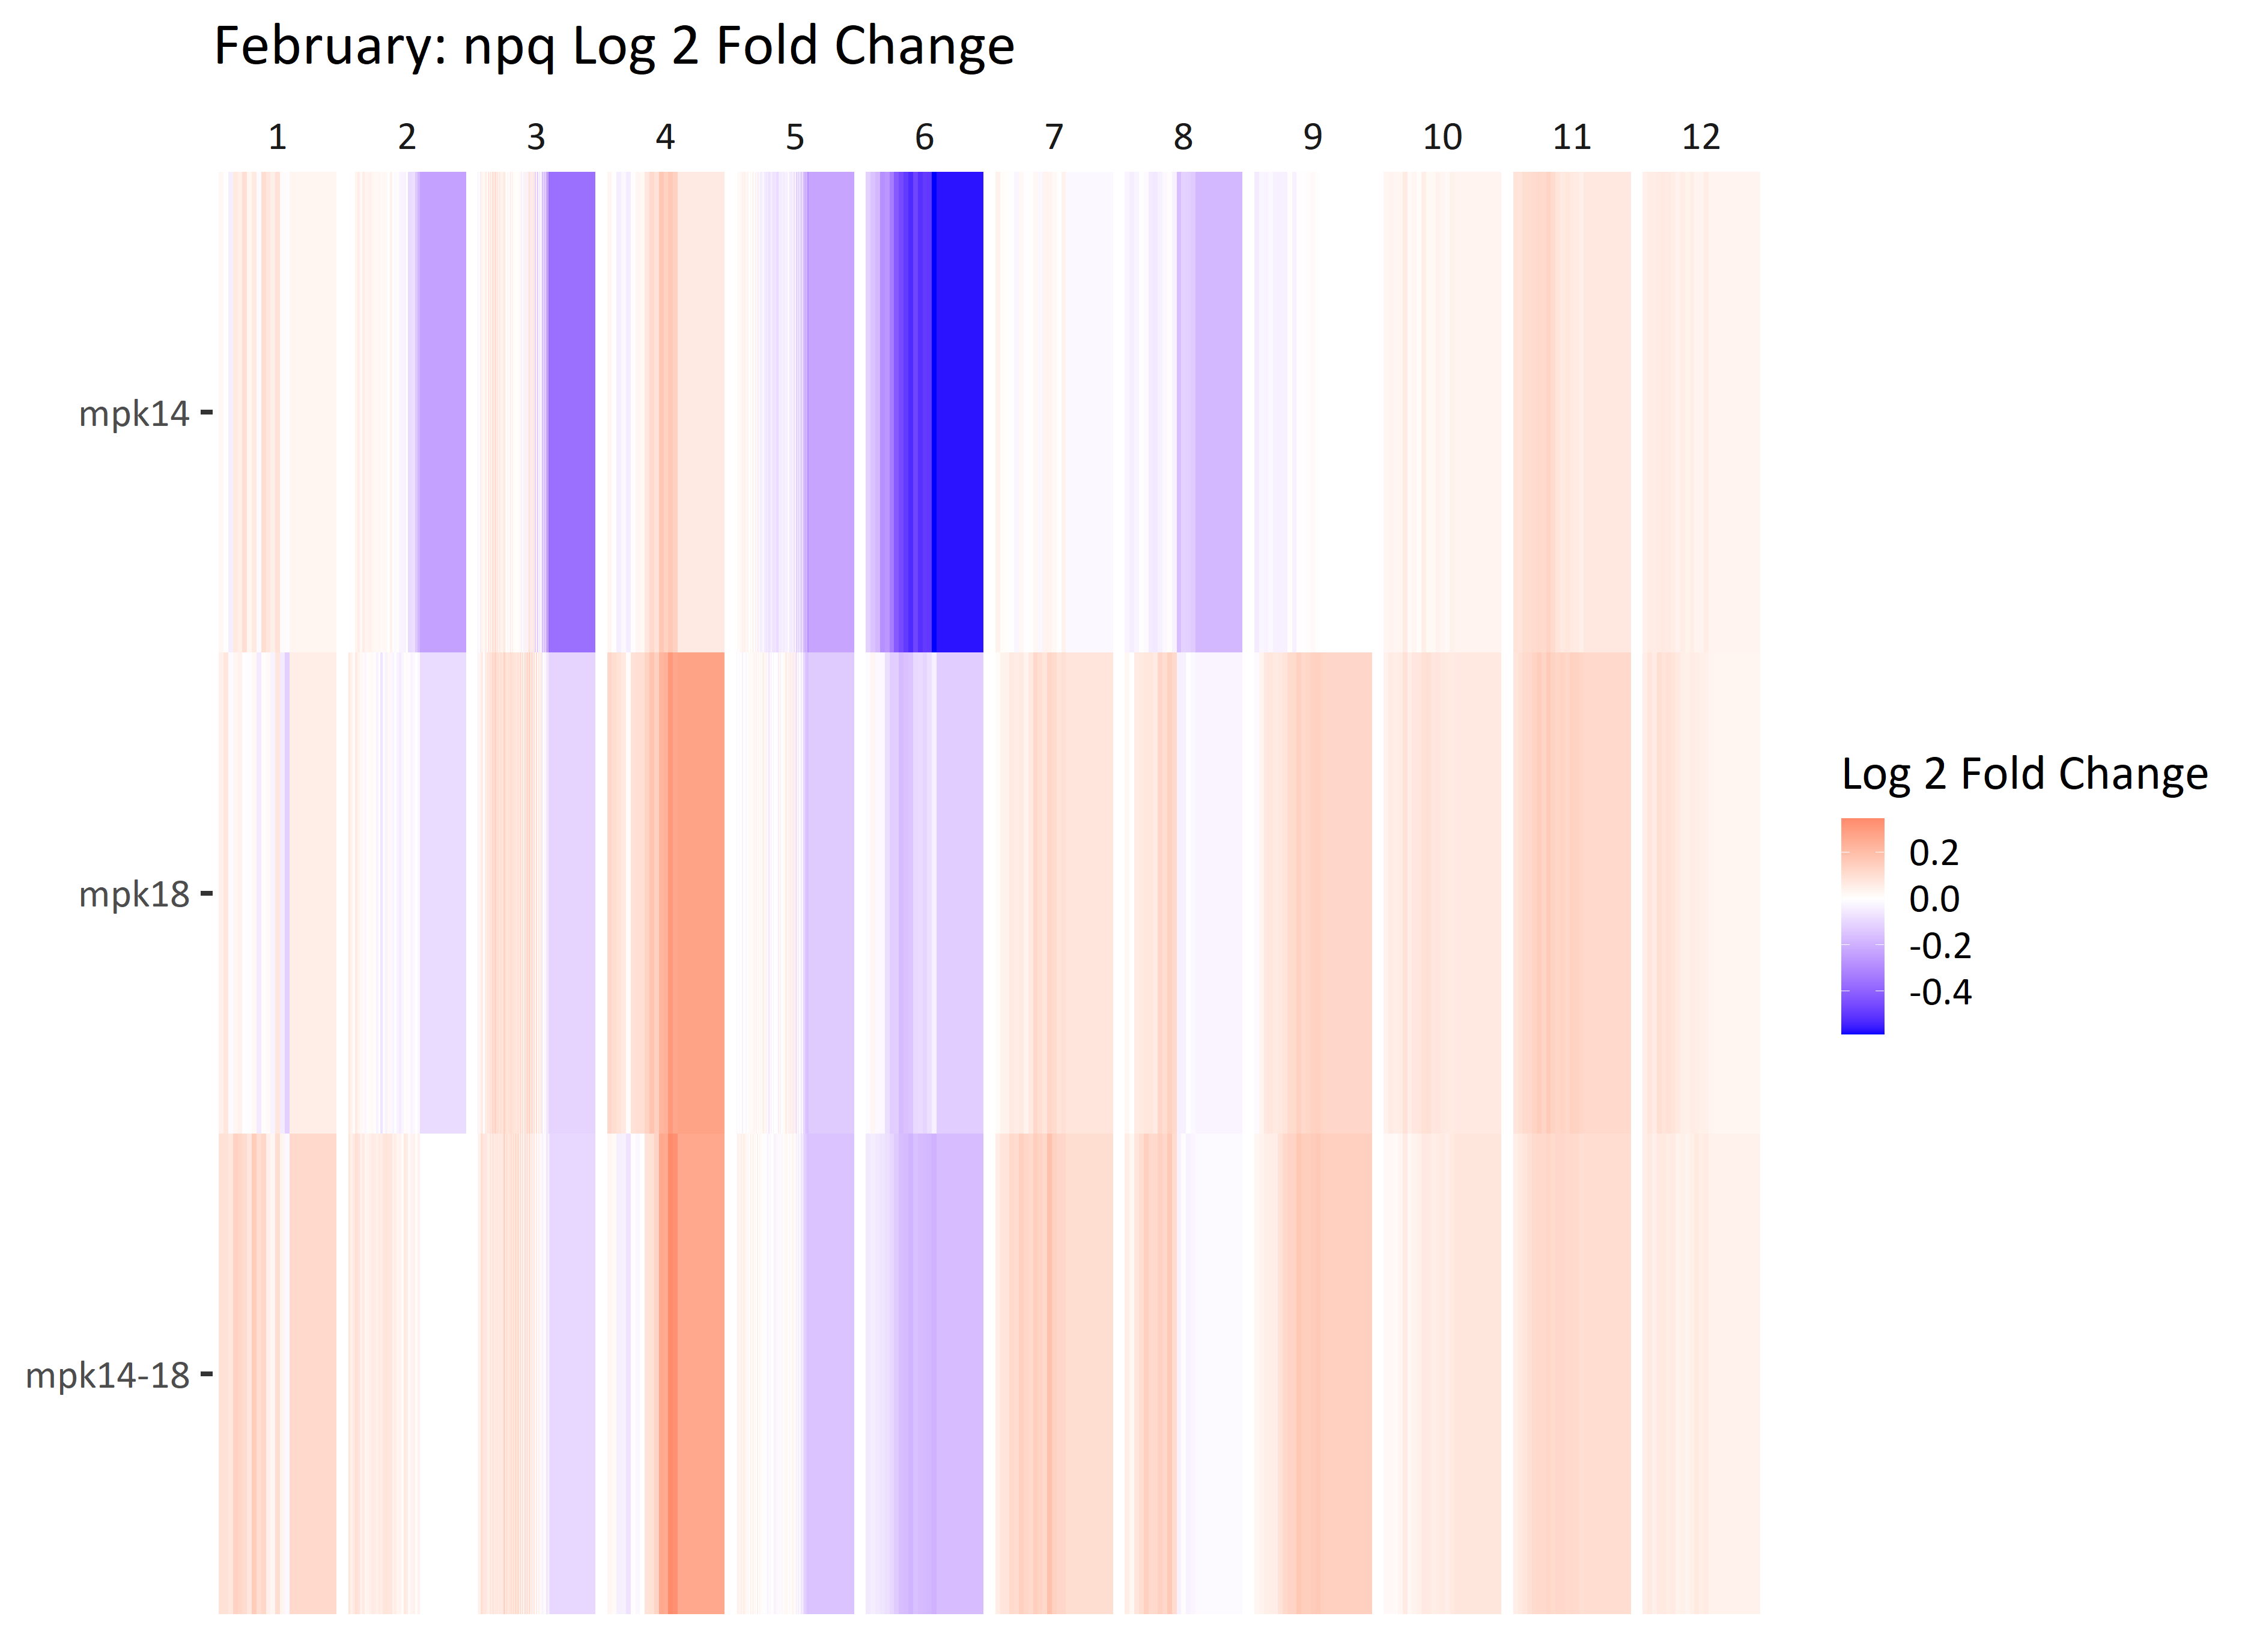 February: npq Log 2 Fold Change
1 2 3 4 5 6 7 8 9 10 11 12
mpk14
mpk18
mpk14-18
Log 2 Fold Change
0.2
0.0
-0.2
-0.4